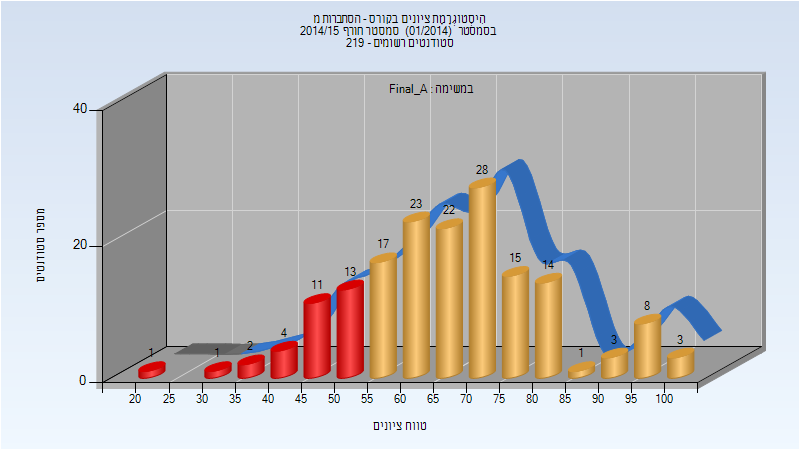 היסטוגרמת ציונים בקורס - הסתברות מ
בסמסטר (01/2014) סמסטר חורף 2014/15
סטודנטים רשומים - 219
במשימה : Final_A
מספר סטודנטים
40
20
0
1
1
2
4
11
13
17
23
22
28
15
14
1
3
8
3
20 25 30 35 40 45 50 55 60 65 70 75 80 85 90 95 100
טווח ציונים